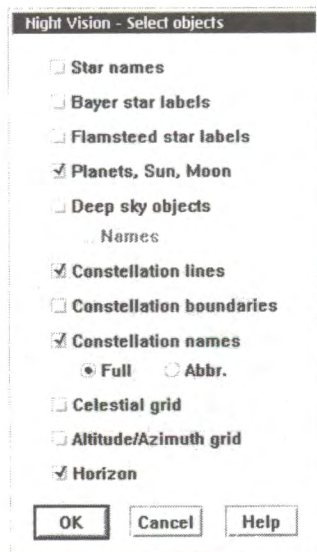 Night Vision - Select objects
Star names
Bayer star labels
Flamsteed star labels
Planets, Sun, Moon
Deep sky objects
Names
Constellation lines
Constellation boundaries
Constellation names
Full Abbr.
Celestial grid
Altitude/Azimuth grid
Horizon
OK Cancel Help